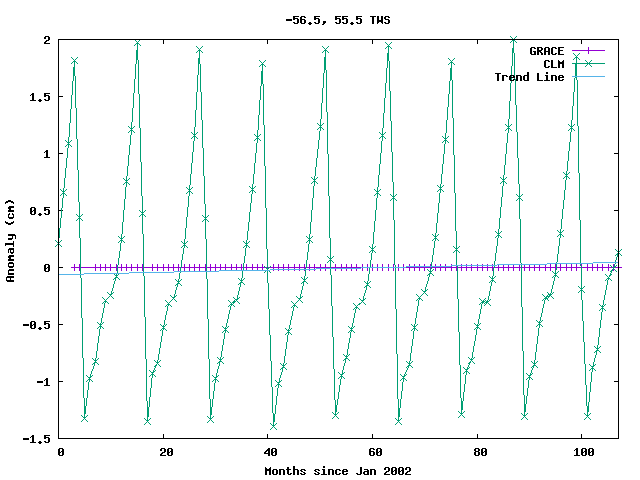 -56.5, 55.5 TWS
GRACE
CLM
Trend Line
2
1.5
1
0.5
0
-0.5
-1
-1.5
Anomaly (cm)
0 20 40 60 80 100
Months since Jan 2002